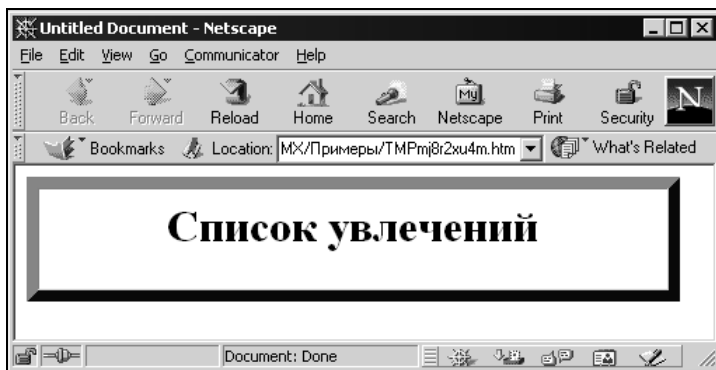 Untitled Document - Netscape
File Edit View Go Communicator Help
Back Forward Reload Home Search My Netscape Print Security N
Bookmarks Location: MX/Примеры/TMPmj8r2xu4m.htm What's Related
Список увлечений
Document: Done